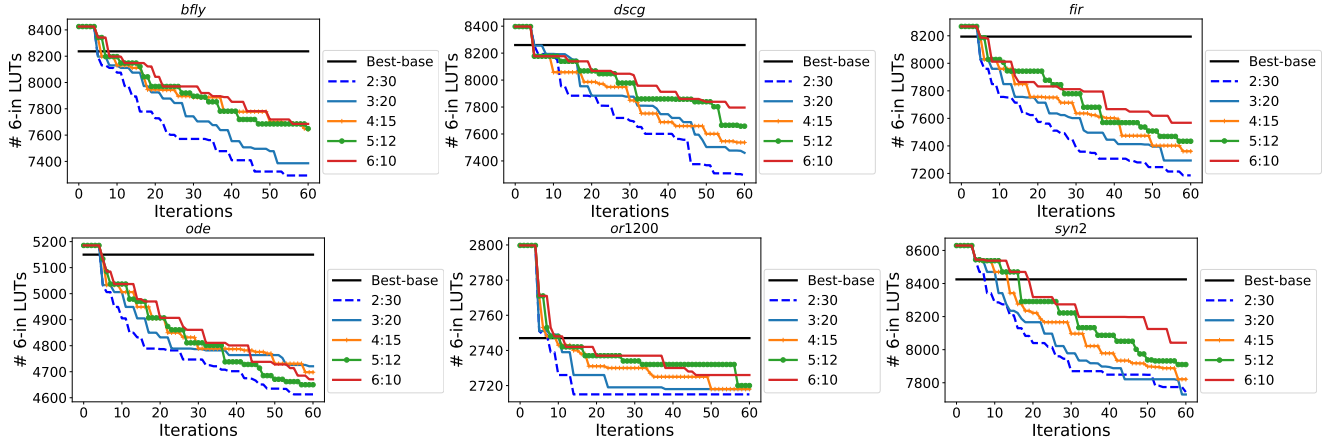 bfly
# 6-in LUTs
8400
8200
8000
7800
7600
7400
0 10 20 30 40 50 60
Iterations
Best-base
2:30
3:20
4:15
5:12
6:10
dscg
# 6-in LUTs
8400
8200
8000
7800
7600
7400
0 10 20 30 40 50 60
Iterations
Best-base
2:30
3:20
4:15
5:12
6:10
fir
# 6-in LUTs
8200
8000
7800
7600
7400
7200
0 10 20 30 40 50 60
Iterations
Best-base
2:30
3:20
4:15
5:12
6:10
ode
# 6-in LUTs
5200
5100
5000
4900
4800
4700
4600
0 10 20 30 40 50 60
Iterations
Best-base
2:30
3:20
4:15
5:12
6:10
or1200
# 6-in LUTs
2800
2780
2760
2740
2720
0 10 20 30 40 50 60
Iterations
Best-base
2:30
3:20
4:15
5:12
6:10
syn2
# 6-in LUTs
8600
8400
8200
8000
7800
0 10 20 30 40 50 60
Iterations
Best-base
2:30
3:20
4:15
5:12
6:10